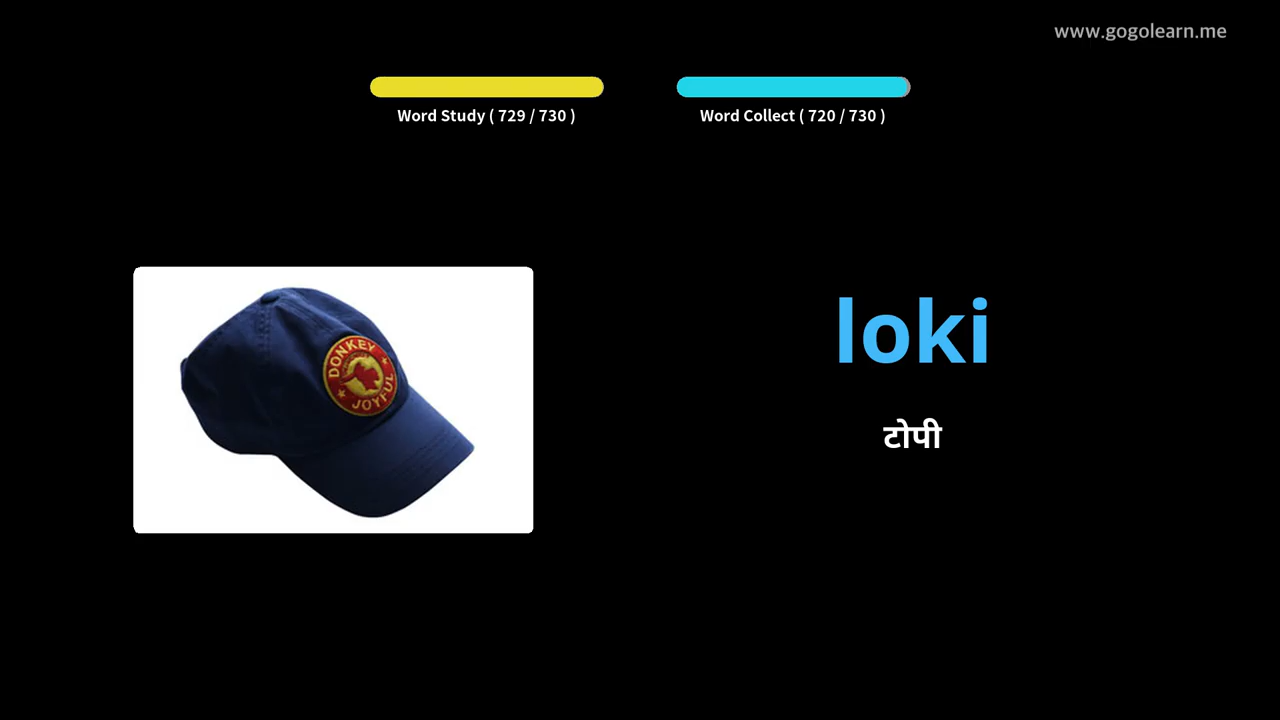 www.gogolearn.me
Word Study ( 729 / 730 )
Word Collect ( 720 / 730 )
DONKEY
JOYFUL
loki
टोपी